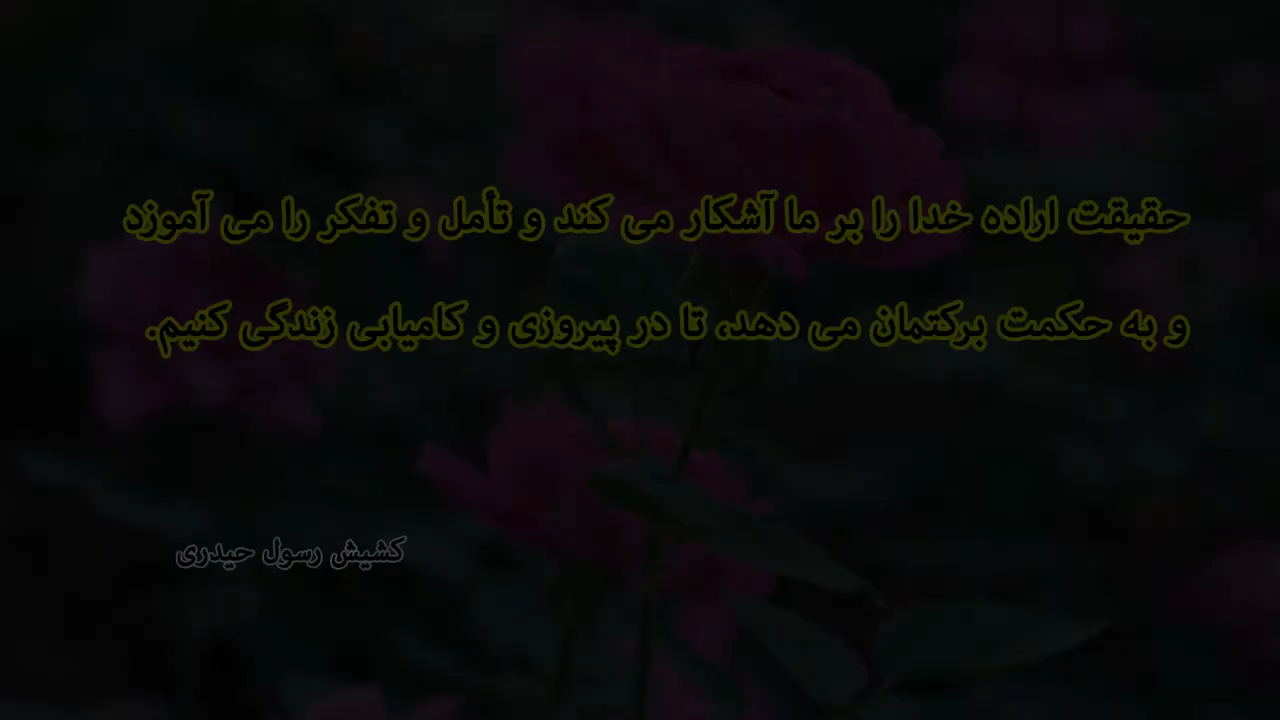 حقیقت اراده خدا را بر ما آشکار می کند و تأمل و تفکر را می آموزد
و به حکمت برکتمان می دهد، تا در پیروزی و کامیابی زندگی کنیم.
کشیش رسول حیدری